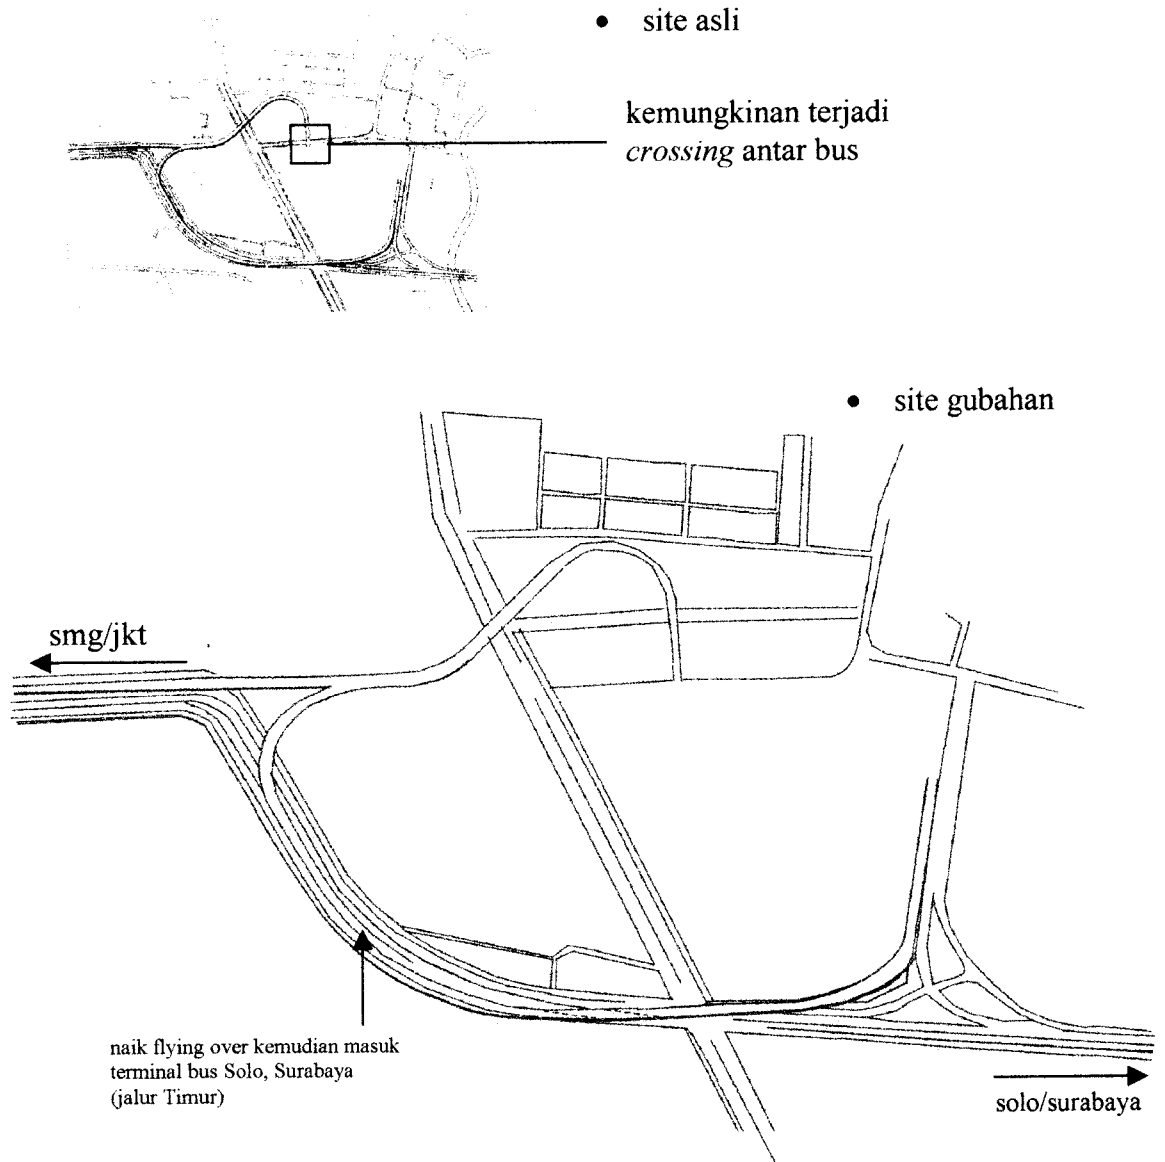 • site asli
kemungkinan terjadi
crossing antar bus
• site gubahan
smg/jkt
naik flying over kemudian masuk
terminal bus Solo, Surabaya
(jalur Timur)
solo/surabaya